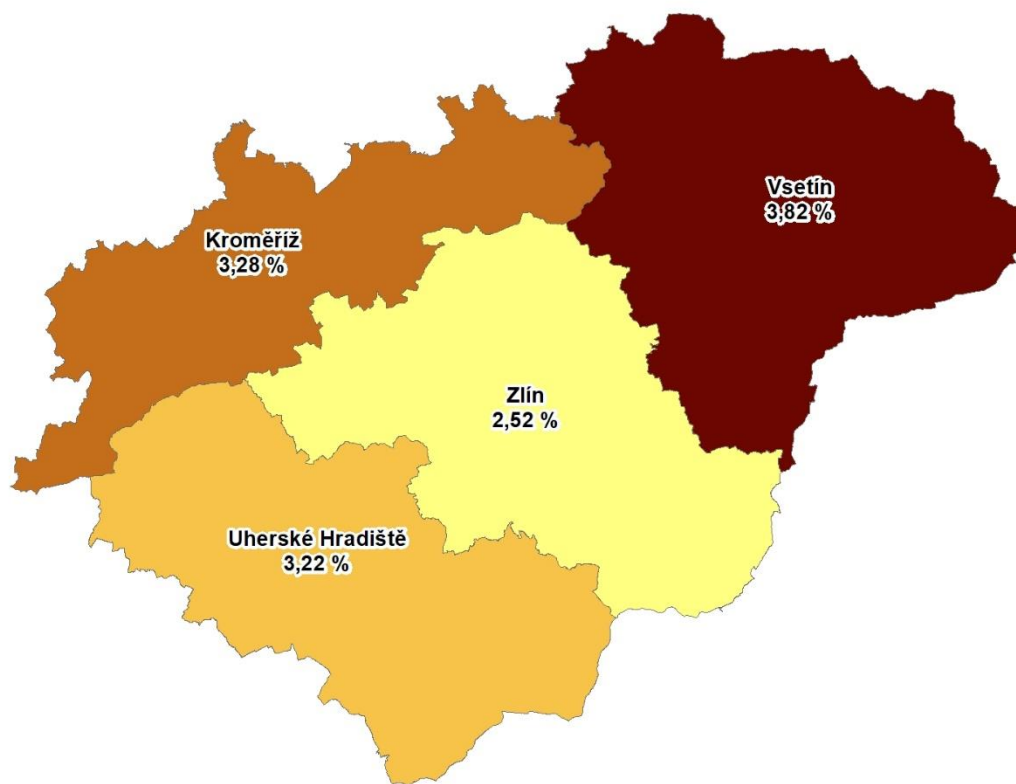 Vsetín
3,82 %
Kroměříž
3,28 %
Zlín
2,52 %
Uherské Hradiště
3,22 %